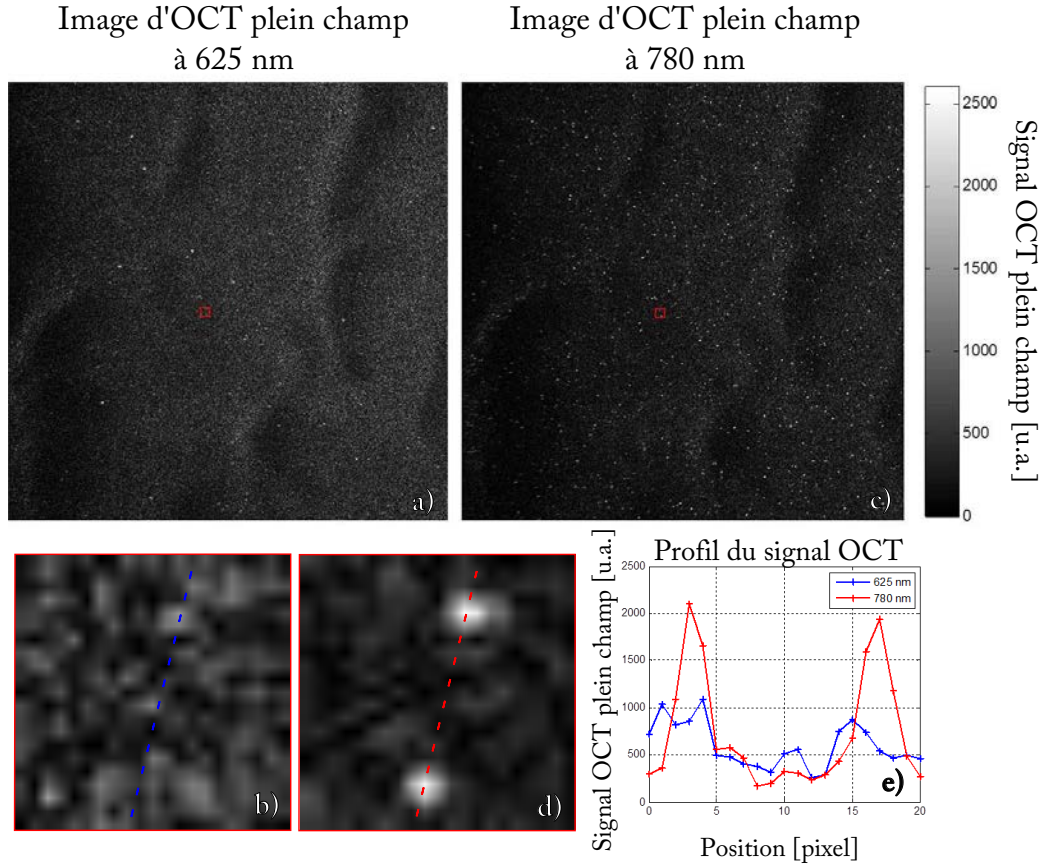 Image d'OCT plein champ
à 625 nm
Image d'OCT plein champ
à 780 nm
a)
c)
2500
2000
1500
1000
500
0
Signal OCT plein champ [u.a.]
b)
d)
Profil du signal OCT
Signal OCT plein champ [u.a.]
2500
2000
1500
1000
500
0
625 nm
780 nm
e)
0 5 10 15 20
Position [pixel]